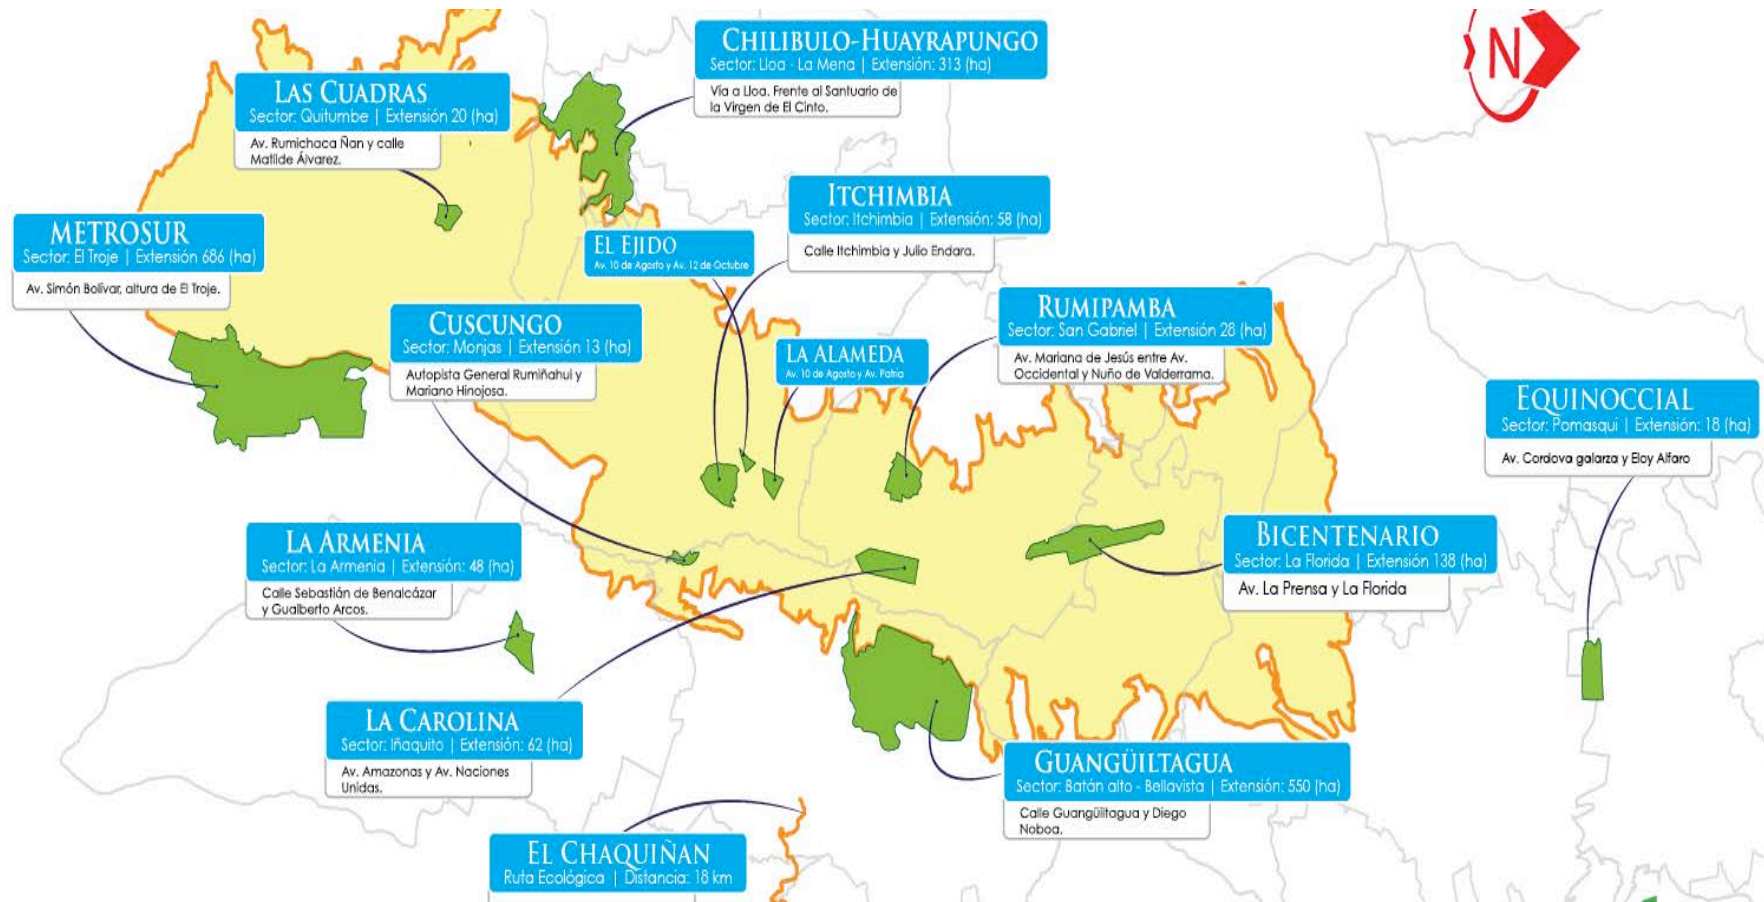 N
CHILIBULO-HUAYRAPUNGO
Sector: Lloa - La Mena | Extensión: 313 (ha)
Vía a Lloa. Frente al Santuario de
la Virgen de El Cinto.
LAS CUADRAS
Sector: Quitumbe | Extensión 20 (ha)
Av. Rumichaca Ñan y calle
Matilde Álvarez.
ITCHIMBIA
Sector: Itchimbia | Extensión: 58 (ha)
Calle Itchimbia y Julio Endara.
METROSUR
Sector: El Troje | Extensión 686 (ha)
Av. Simón Bolívar, altura de El Troje.
EL EJIDO
Av. 10 de Agosto y Av. 12 de Octubre
CUSCUNGO
Sector: Monjas | Extensión 13 (ha)
Autopista General Rumiñahui y
Mariano Hinojosa.
LA ALAMEDA
Av. 10 de Agosto y Av. Patria
RUMIPAMBA
Sector: San Gabriel | Extensión 28 (ha)
Av. Mariana de Jesús entre Av.
Occidental y Nuño de Valderrama.
EQUINOCCIAL
Sector: Pomasqui | Extensión: 18 (ha)
Av. Cordova galarza y Eloy Alfaro
LA ARMENIA
Sector: La Armenia | Extensión: 48 (ha)
Calle Sebastián de Benalcázar
y Gualberto Arcos.
BICENTENARIO
Sector: La Florida | Extensión 138 (ha)
Av. La Prensa y La Florida
LA CAROLINA
Sector: Iñaquito | Extensión: 62 (ha)
Av. Amazonas y Av. Naciones
Unidas.
GUANGÜILTAGUA
Sector: Batán alto - Bellavista | Extensión: 550 (ha)
Calle Guangüiltagua y Diego
Noboa.
EL CHAQUIÑAN
Ruta Ecológica | Distancia: 18 km